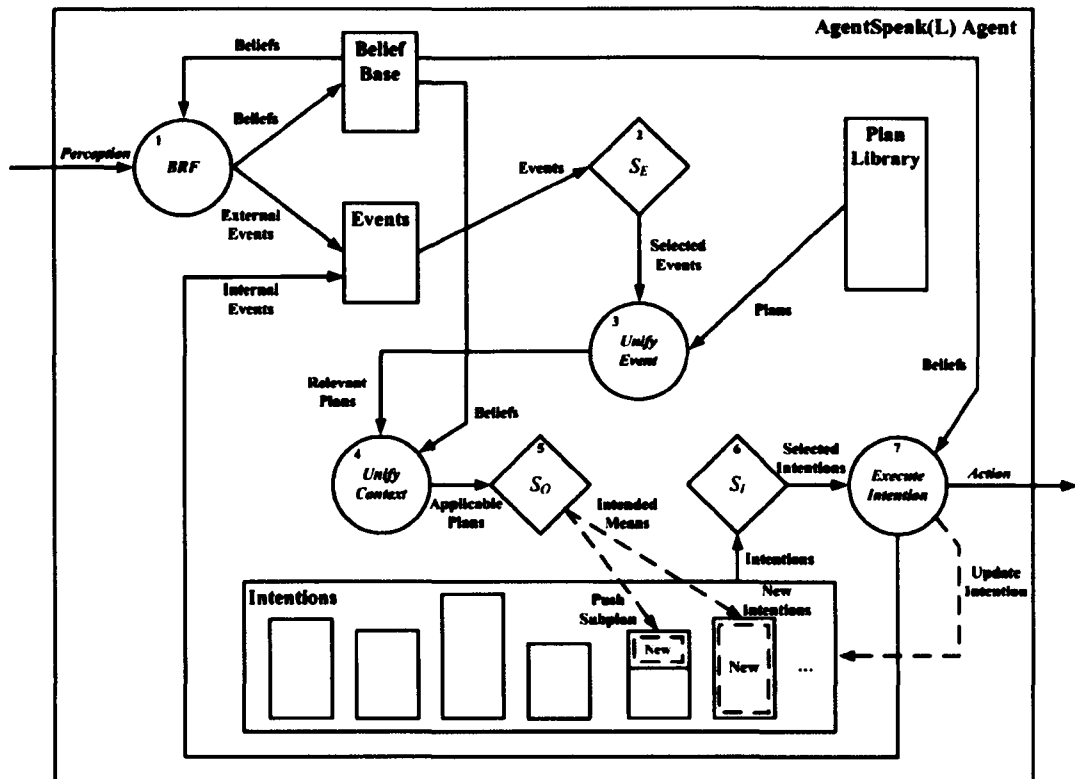 AgentSpeak(L) Agent
Beliefs
Belief
Base
Beliefs
1
BRF
Perception
2
S_E
Plan
Library
Events
External
Events
Events
Selected
Events
Internal
Events
Plans
3
Unify
Event
Relevant
Plans
Beliefs
Beliefs
4
Unify
Context
Applicable
Plans
5
S_O
Intended
Means
6
S_I
Selected
Intentions
7
Execute
Intention
Action
Intentions
Update
Intention
Intentions
Push
Subplan
New
Intentions
New
New
...